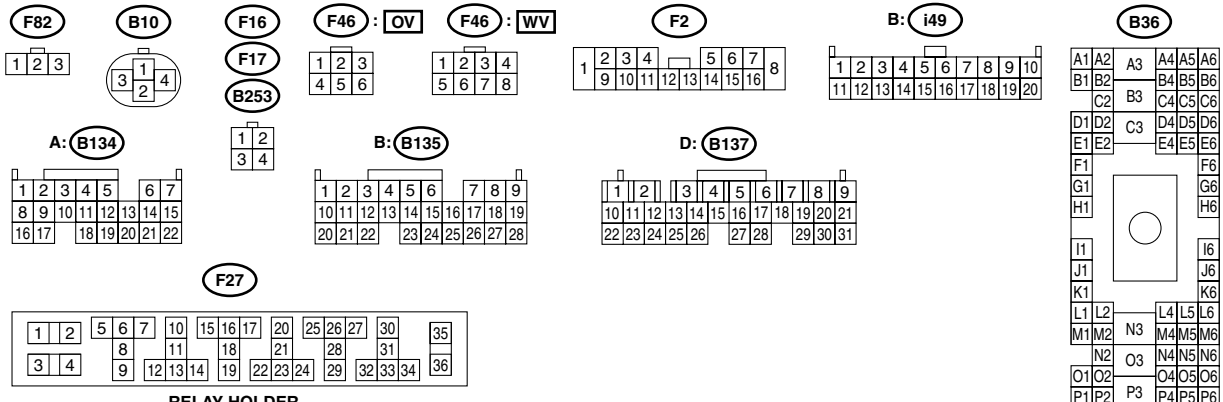 F82 B10 F16 F46 : OV F46 : WV F2 B: i49 B36
F17
B253
1 2 3
1
3 4
2
1 2
3 4
1 2 3
4 5 6
1 2 3 4
5 6 7 8
2 3 4 5 6 7
1 8
9 10 11 12 13 14 15 16
1 2 3 4 5 6 7 8 9 10
11 12 13 14 15 16 17 18 19 20
A: B134 B: B135 D: B137
1 2 3 4 5 6 7
8 9 10 11 12 13 14 15
16 17 18 19 20 21 22
1 2 3 4 5 6 7 8 9
10 11 12 13 14 15 16 17 18 19
20 21 22 23 24 25 26 27 28
1 2 3 4 5 6 7 8 9
10 11 12 13 14 15 16 17 18 19 20 21
22 23 24 25 26 27 28 29 30 31
A1 A2 A3 A4 A5 A6
B1 B2 B4 B5 B6
B3
C2 C4 C5 C6
D1 D2 C3 D4 D5 D6
E1 E2 E4 E5 E6
F1 F6
G1 G6
H1 H6
I1 I6
J1 J6
K1 K6
L1 L2 L4 L5 L6
M1 M2 N3 M4 M5 M6
N2 N4 N5 N6
O3
O1 O2 O4 O5 O6
P1 P2 P3 P4 P5 P6
F27
1 2 5 6 7 10 15 16 17 20 25 26 27 30 35
8 11 18 21 28 31
3 4 9 12 13 14 19 22 23 24 29 32 33 34 36
RELAY HOLDER